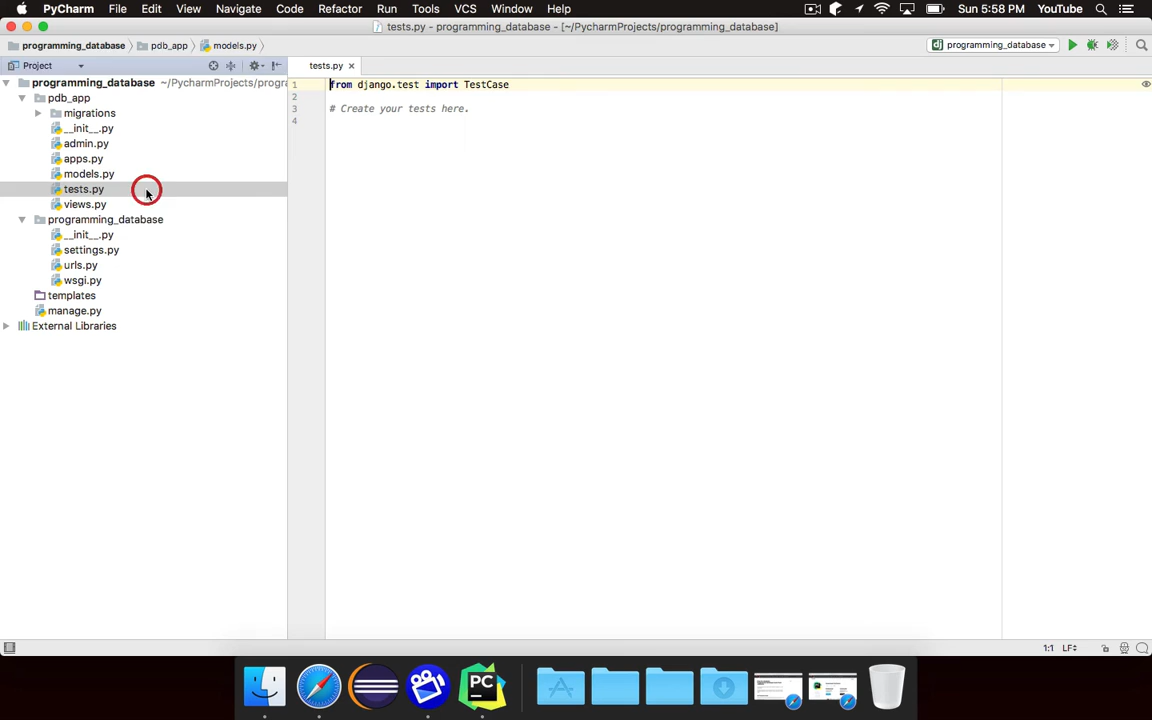 PyCharm File Edit View Navigate Code Refactor Run Tools VCS Window Help Sun 5:58 PM YouTube
tests.py - programming_database - [~/PycharmProjects/programming_database]
programming_database pdb_app models.py programming_database
Project tests.py
programming_database ~/PycharmProjects/progra
pdb_app
migrations
__init__.py
admin.py
apps.py
models.py
tests.py
views.py
programming_database
__init__.py
settings.py
urls.py
wsgi.py
templates
manage.py
External Libraries
1 from django.test import TestCase
2
3 # Create your tests here.
4
1:1 LF
PC